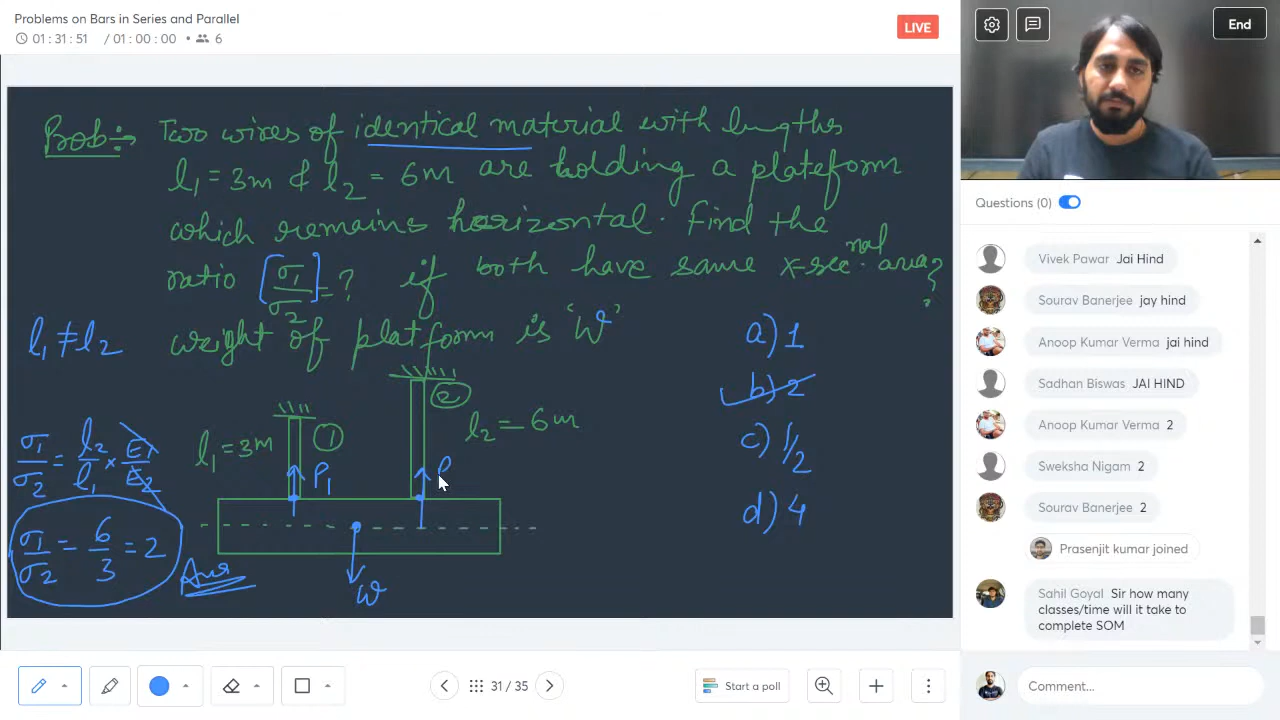 Problems on Bars in Series and Parallel
01:31:51 / 01:00:00 • 6
LIVE
End
Prob:- Two wires of identical material with lengths
l₁ = 3m & l₂ = 6m are holding a plateform
which remains horizontal. Find the
ratio [σ₁/σ₂] = ? if both have same x-secnal area?
weight of platform is 'W'
l₁ ≠ l₂
a) 1
b) 2
c) 1/2
d) 4
②
l₂ = 6m
l₁ = 3m
①
P₁
P
W
σ₁/σ₂ = l₂/l₁ × E₁/E₂
σ₁/σ₂ = 6/3 = 2
Ans
Questions (0)
Vivek Pawar Jai Hind
Sourav Banerjee jay hind
Anoop Kumar Verma jai hind
Sadhan Biswas JAI HIND
Anoop Kumar Verma 2
Sweksha Nigam 2
Sourav Banerjee 2
Prasenjit kumar joined
Sahil Goyal Sir how many
classes/time will it take to
complete SOM
31 / 35
Start a poll
Comment...